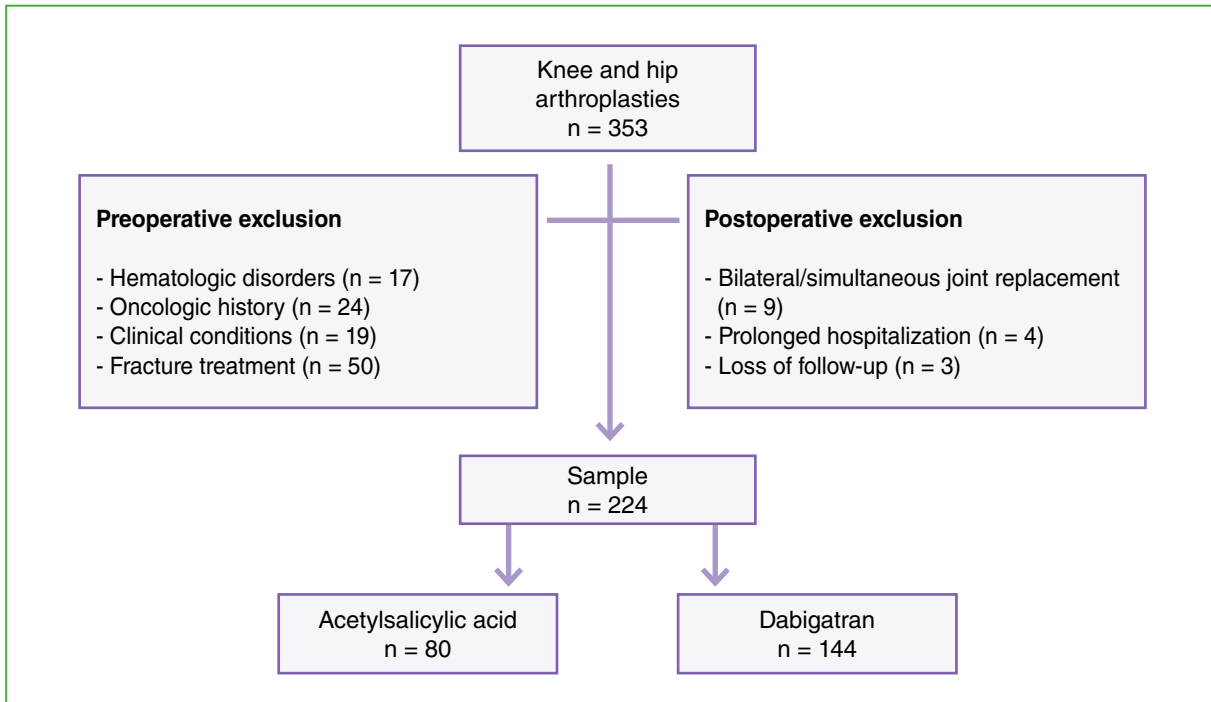 Knee and hip
arthroplasties
n = 353
Preoperative exclusion
- Hematologic disorders (n = 17)
- Oncologic history (n = 24)
- Clinical conditions (n = 19)
- Fracture treatment (n = 50)
Postoperative exclusion
- Bilateral/simultaneous joint replacement
(n = 9)
- Prolonged hospitalization (n = 4)
- Loss of follow-up (n = 3)
Sample
n = 224
Acetylsalicylic acid
n = 80
Dabigatran
n = 144